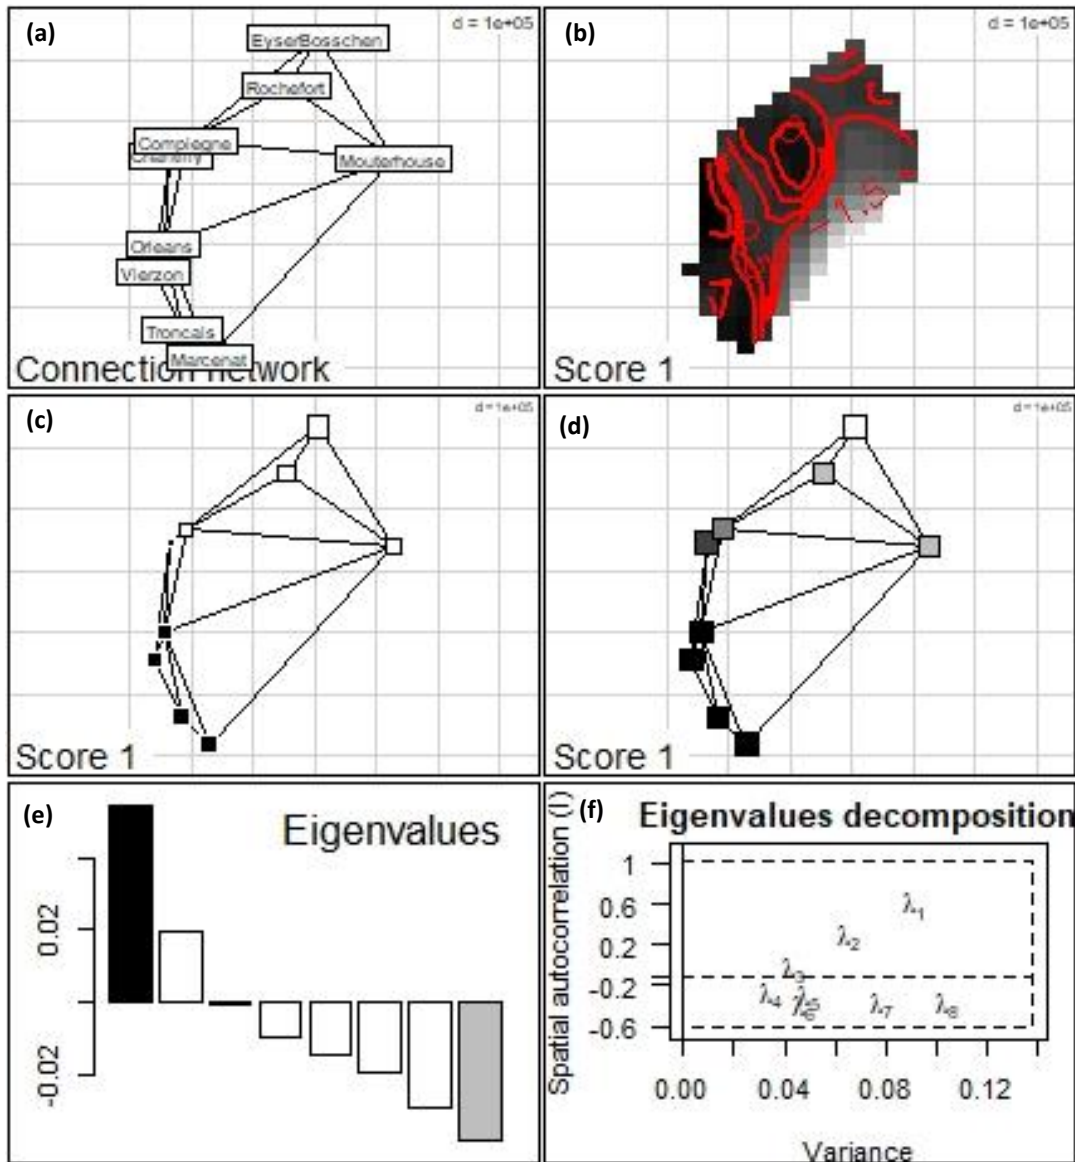 (a)
d = 1e+05
EyserBosschen
Rochefort
Compiegne
Mouterhouse
Orleans
Vierzon
Troncais
Marcenat
Connection network
(b)
d = 1e+05
Score 1
(c)
d = 1e+05
Score 1
(d)
d = 1e+05
Score 1
(e)
Eigenvalues
0.02
-0.02
(f)
Eigenvalues decomposition
Spatial autocorrelation (I)
1
0.6
0.2
-0.2
-0.6
λ1
λ2
λ3
λ4
λ5
λ6
λ7
λ8
0.00 0.04 0.08 0.12
Variance